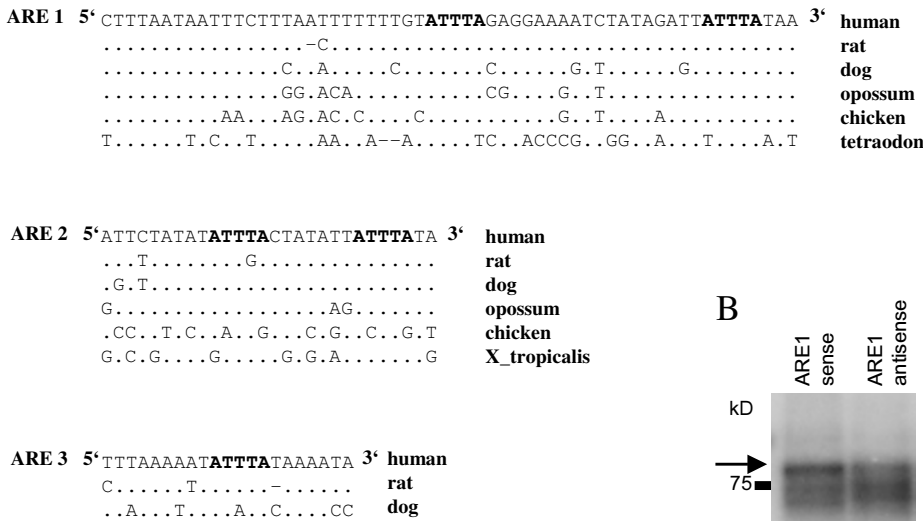 ARE 1 5‘ CTTTAATAATTTCTTTAATTTTTTTGTATTTAGAGGAAAATCTATAGATTATTTATAA 3‘ human
.................–C....................................... rat
...............C..A.....C.......C......G.T......G......... dog
...............GG.ACA...........CG....G..T................ opossum
..........AA...AG.AC.C....C...........G..T....A........... chicken
T......T.C..T.....AA..A––A.....TC..ACCCG..GG..A...T....A.T tetraodon
ARE 2 5‘ ATTCTATATATTTACTATATTATTTATA 3‘ human
...T........G............... rat
.G.T........................ dog
G..................AG....... opossum
.CC..T.C..A..G..C..G..C..G.T chicken
G.C.G....G.....G.G.A.......G X_tropicalis
ARE 3 5‘ TTTAAAAATATTTATAAAATA 3‘ human
C......T......–...... rat
..A...T....A..C....CC dog
B
ARE1 sense
ARE1 antisense
kD
75